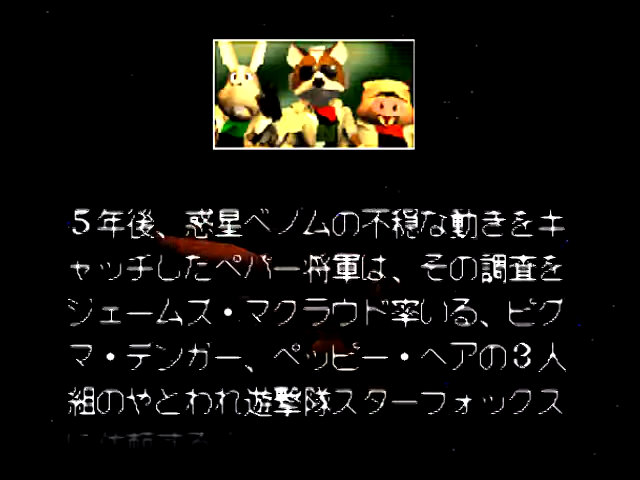 5年後、惑星ベノムの不穏な動きをキ
ャッチしたペパー将軍は、その調査を
ジェームス・マクラウド率いる、ピグ
マ・デンガー、ペッピー・ヘアの3人
組のやとわれ遊撃隊スターフォックス